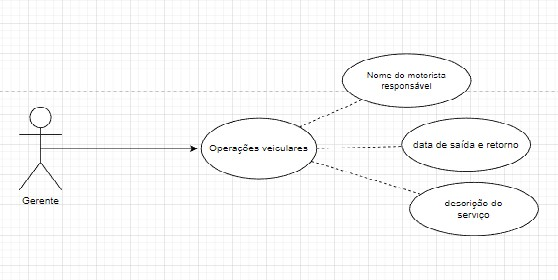 Nome do motorista
responsável
Operações veiculares
data de saída e retorno
descrição do
serviço
Gerente